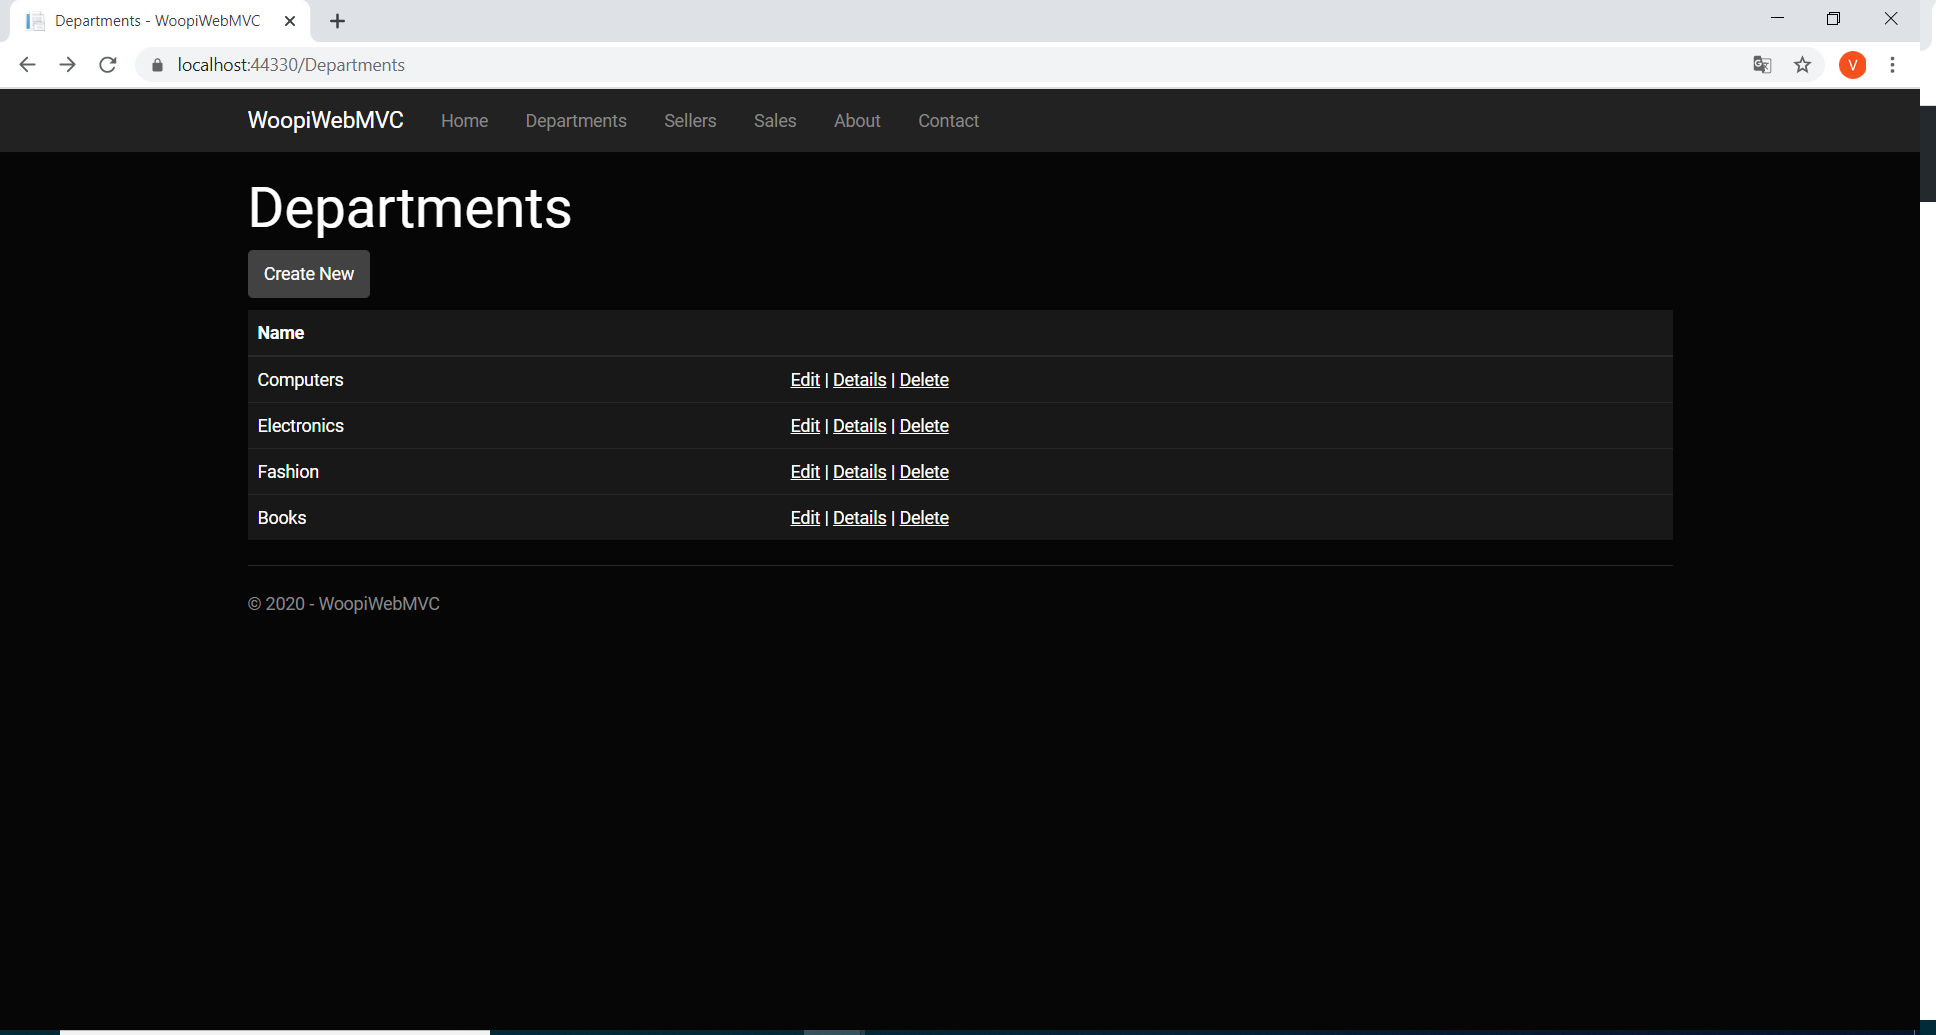 Departments - WoopiWebMVC
localhost:44330/Departments
V
WoopiWebMVC Home Departments Sellers Sales About Contact
Departments
Create New
Name
Computers Edit | Details | Delete
Electronics Edit | Details | Delete
Fashion Edit | Details | Delete
Books Edit | Details | Delete
© 2020 - WoopiWebMVC